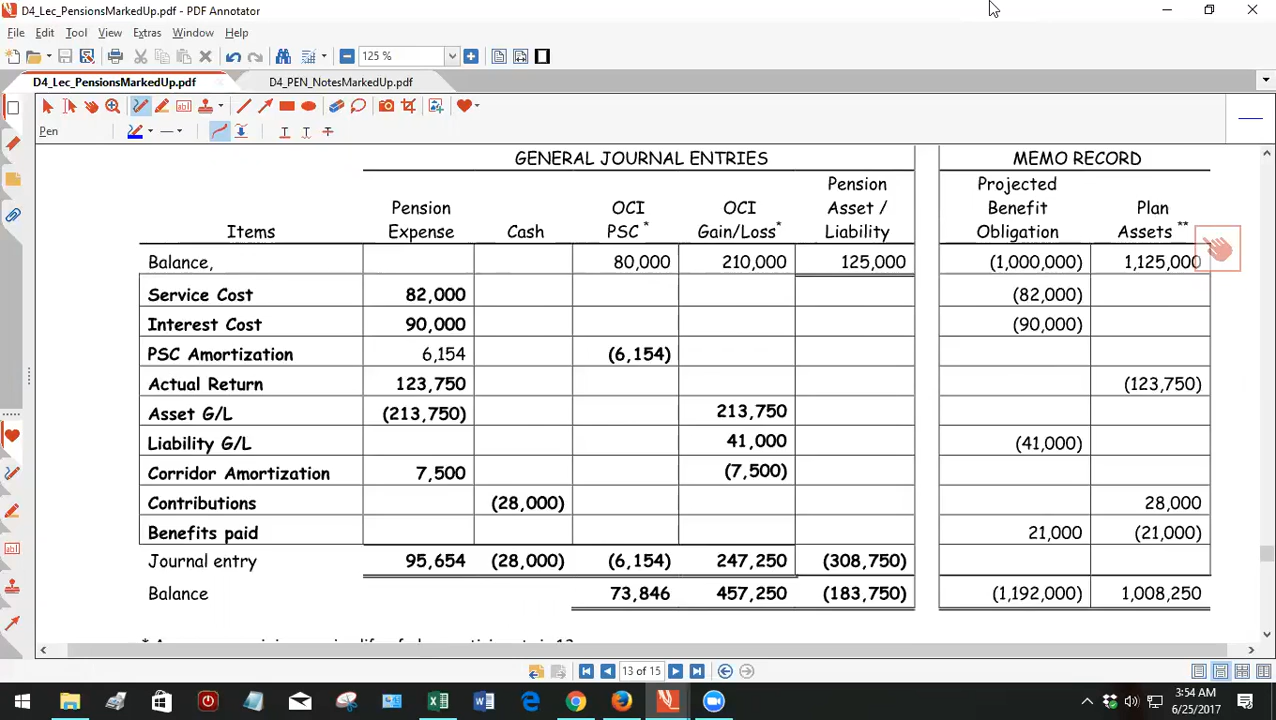 D4_Lec_PensionsMarkedUp.pdf - PDF Annotator
File Edit Tool View Extras Window Help
125 %
D4_Lec_PensionsMarkedUp.pdf D4_PEN_NotesMarkedUp.pdf
Pen
GENERAL JOURNAL ENTRIES MEMO RECORD
Items Pension Expense Cash OCI PSC * OCI Gain/Loss* Pension Asset / Liability Projected Benefit Obligation Plan Assets **
Balance, 80,000 210,000 125,000 (1,000,000) 1,125,000
Service Cost 82,000 (82,000)
Interest Cost 90,000 (90,000)
PSC Amortization 6,154 (6,154)
Actual Return 123,750 (123,750)
Asset G/L (213,750) 213,750
Liability G/L 41,000 (41,000)
Corridor Amortization 7,500 (7,500)
Contributions (28,000) 28,000
Benefits paid 21,000 (21,000)
Journal entry 95,654 (28,000) (6,154) 247,250 (308,750)
Balance 73,846 457,250 (183,750) (1,192,000) 1,008,250
13 of 15
3:54 AM
6/25/2017